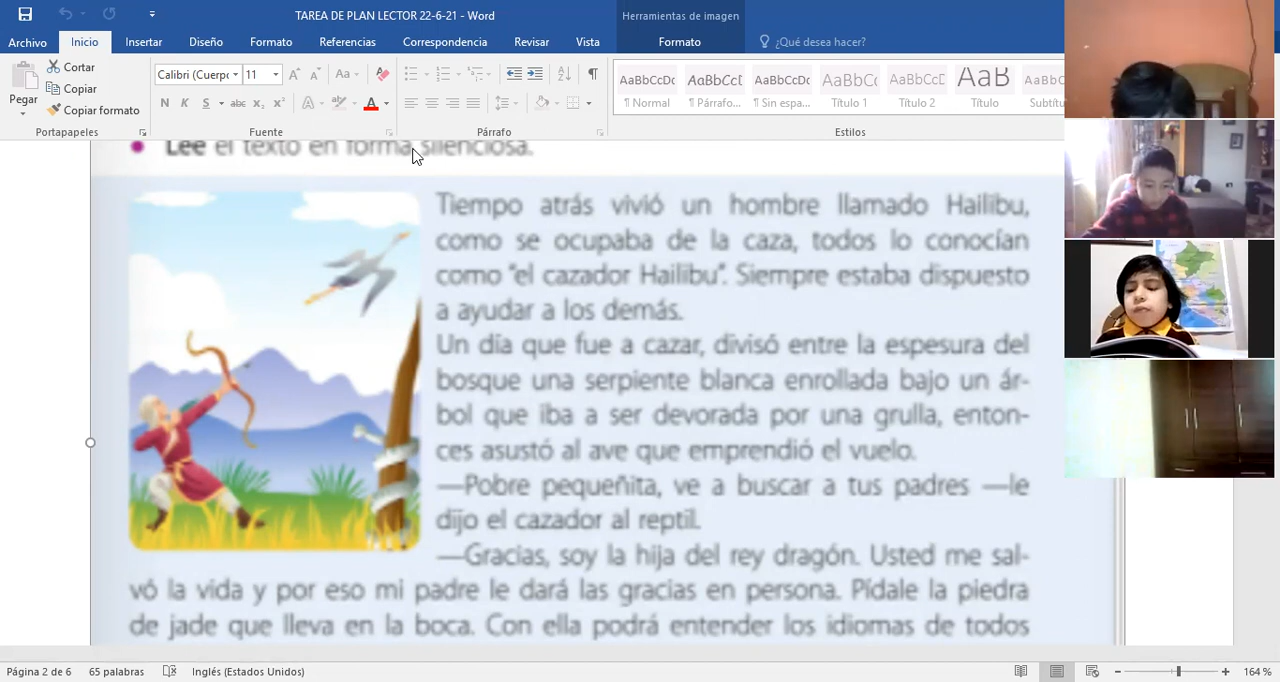 TAREA DE PLAN LECTOR 22-6-21 - Word
Herramientas de imagen
Archivo Inicio Insertar Diseño Formato Referencias Correspondencia Revisar Vista Formato ¿Qué desea hacer?
Pegar
Cortar
Copiar
Copiar formato
Portapapeles
Calibri (Cuerpo 11
Aa
N K S abc x₂ x² A A
Fuente
Párrafo
AaBbCcDc AaBbCcD AaBbCcDc AaBbCc AaBbCcD AaB AaBbC
¶ Normal ¶ Párrafo... ¶ Sin espa... Título 1 Título 2 Título Subtítu
Estilos
Lee el texto en forma silenciosa.
Tiempo atrás vivió un hombre llamado Hailibu,
como se ocupaba de la caza, todos lo conocían
como "el cazador Hailibu". Siempre estaba dispuesto
a ayudar a los demás.
Un día que fue a cazar, divisó entre la espesura del
bosque una serpiente blanca enrollada bajo un ár-
bol que iba a ser devorada por una grulla, enton-
ces asustó al ave que emprendió el vuelo.
—Pobre pequeñita, ve a buscar a tus padres —le
dijo el cazador al reptil.
—Gracias, soy la hija del rey dragón. Usted me sal-
vó la vida y por eso mi padre le dará las gracias en persona. Pídale la piedra
de jade que lleva en la boca. Con ella podrá entender los idiomas de todos
Página 2 de 6 65 palabras Inglés (Estados Unidos) 164 %